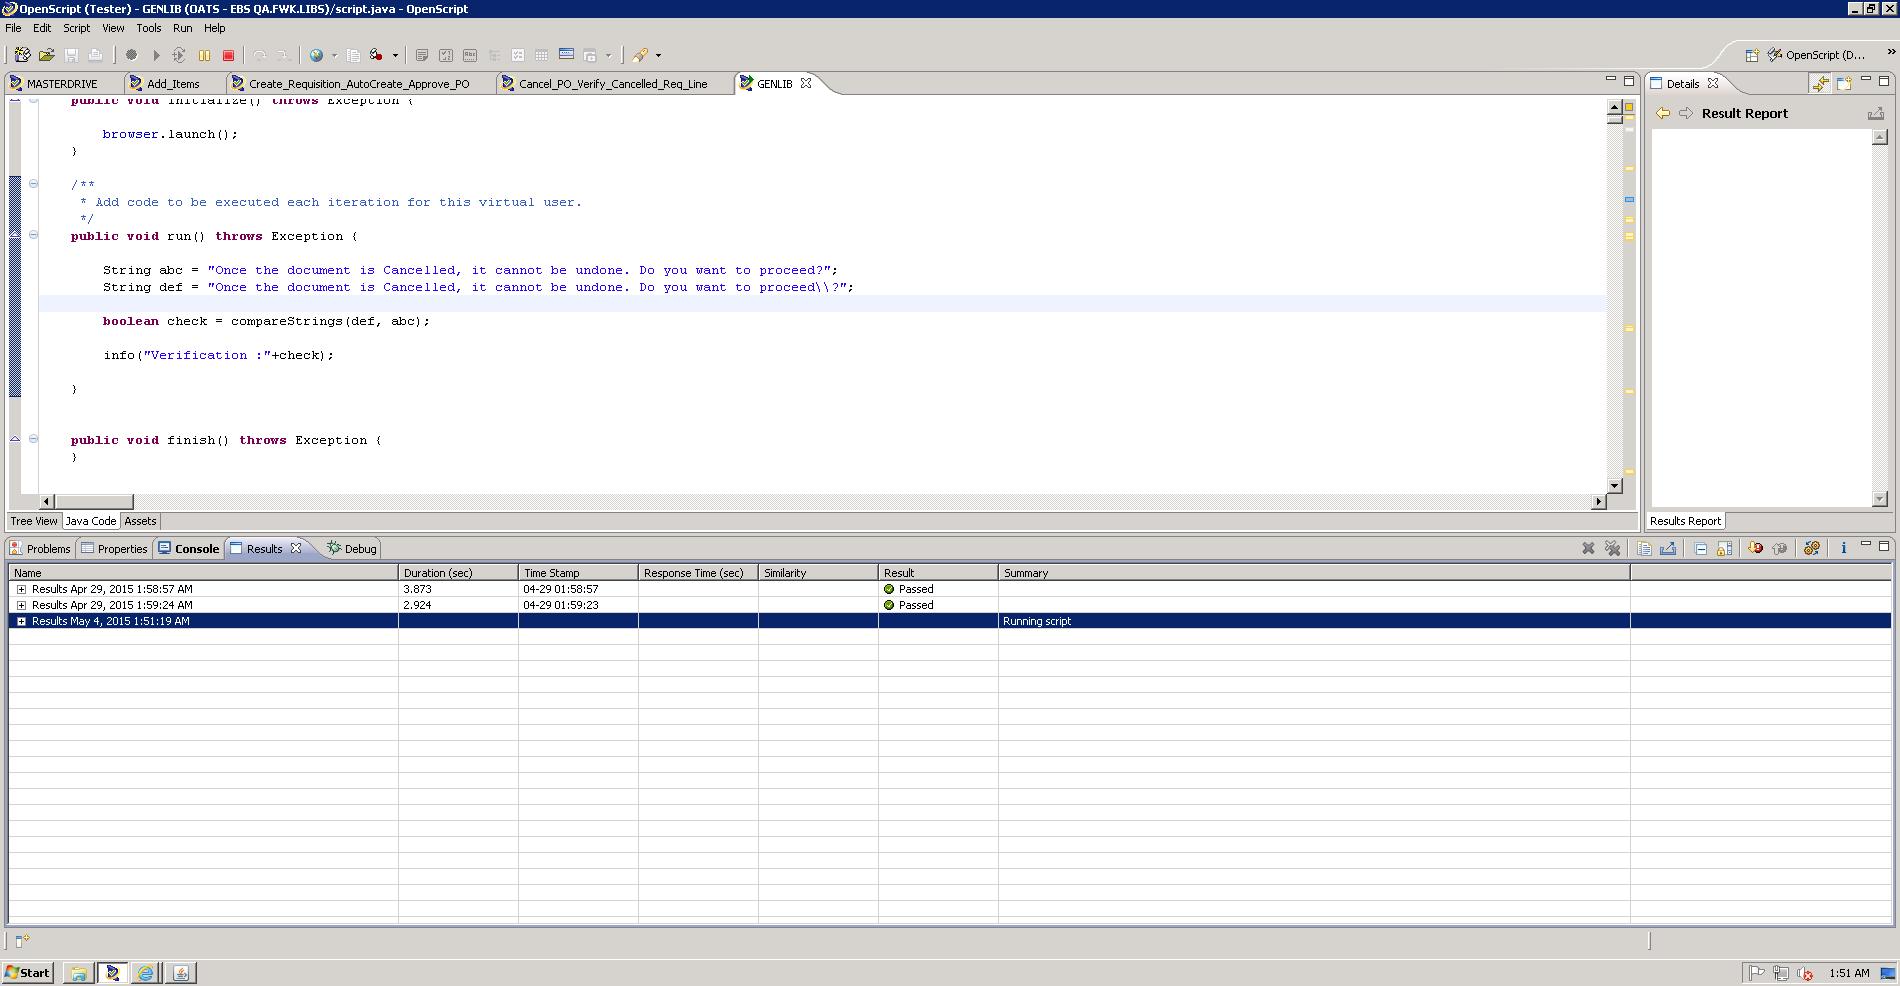 OpenScript (Tester) - GENLIB (OATS - EBS QA.FWK.LIBS)/script.java - OpenScript
File Edit Script View Tools Run Help
OpenScript (D...
MASTERDRIVE Add_Items Create_Requisition_AutoCreate_Approve_PO Cancel_PO_Verify_Cancelled_Req_Line GENLIB
Details
Result Report
public void initialize() throws Exception {
browser.launch();
}
/**
* Add code to be executed each iteration for this virtual user.
*/
public void run() throws Exception {
String abc = "Once the document is Cancelled, it cannot be undone. Do you want to proceed?";
String def = "Once the document is Cancelled, it cannot be undone. Do you want to proceed\\?";
boolean check = compareStrings(def, abc);
info("Verification :"+check);
}
public void finish() throws Exception {
}
Tree View Java Code Assets
Results Report
Problems Properties Console Results Debug
Name Duration (sec) Time Stamp Response Time (sec) Similarity Result Summary
Results Apr 29, 2015 1:58:57 AM 3.873 04-29 01:58:57 Passed
Results Apr 29, 2015 1:59:24 AM 2.924 04-29 01:59:23 Passed
Results May 4, 2015 1:51:19 AM Running script
Start 1:51 AM